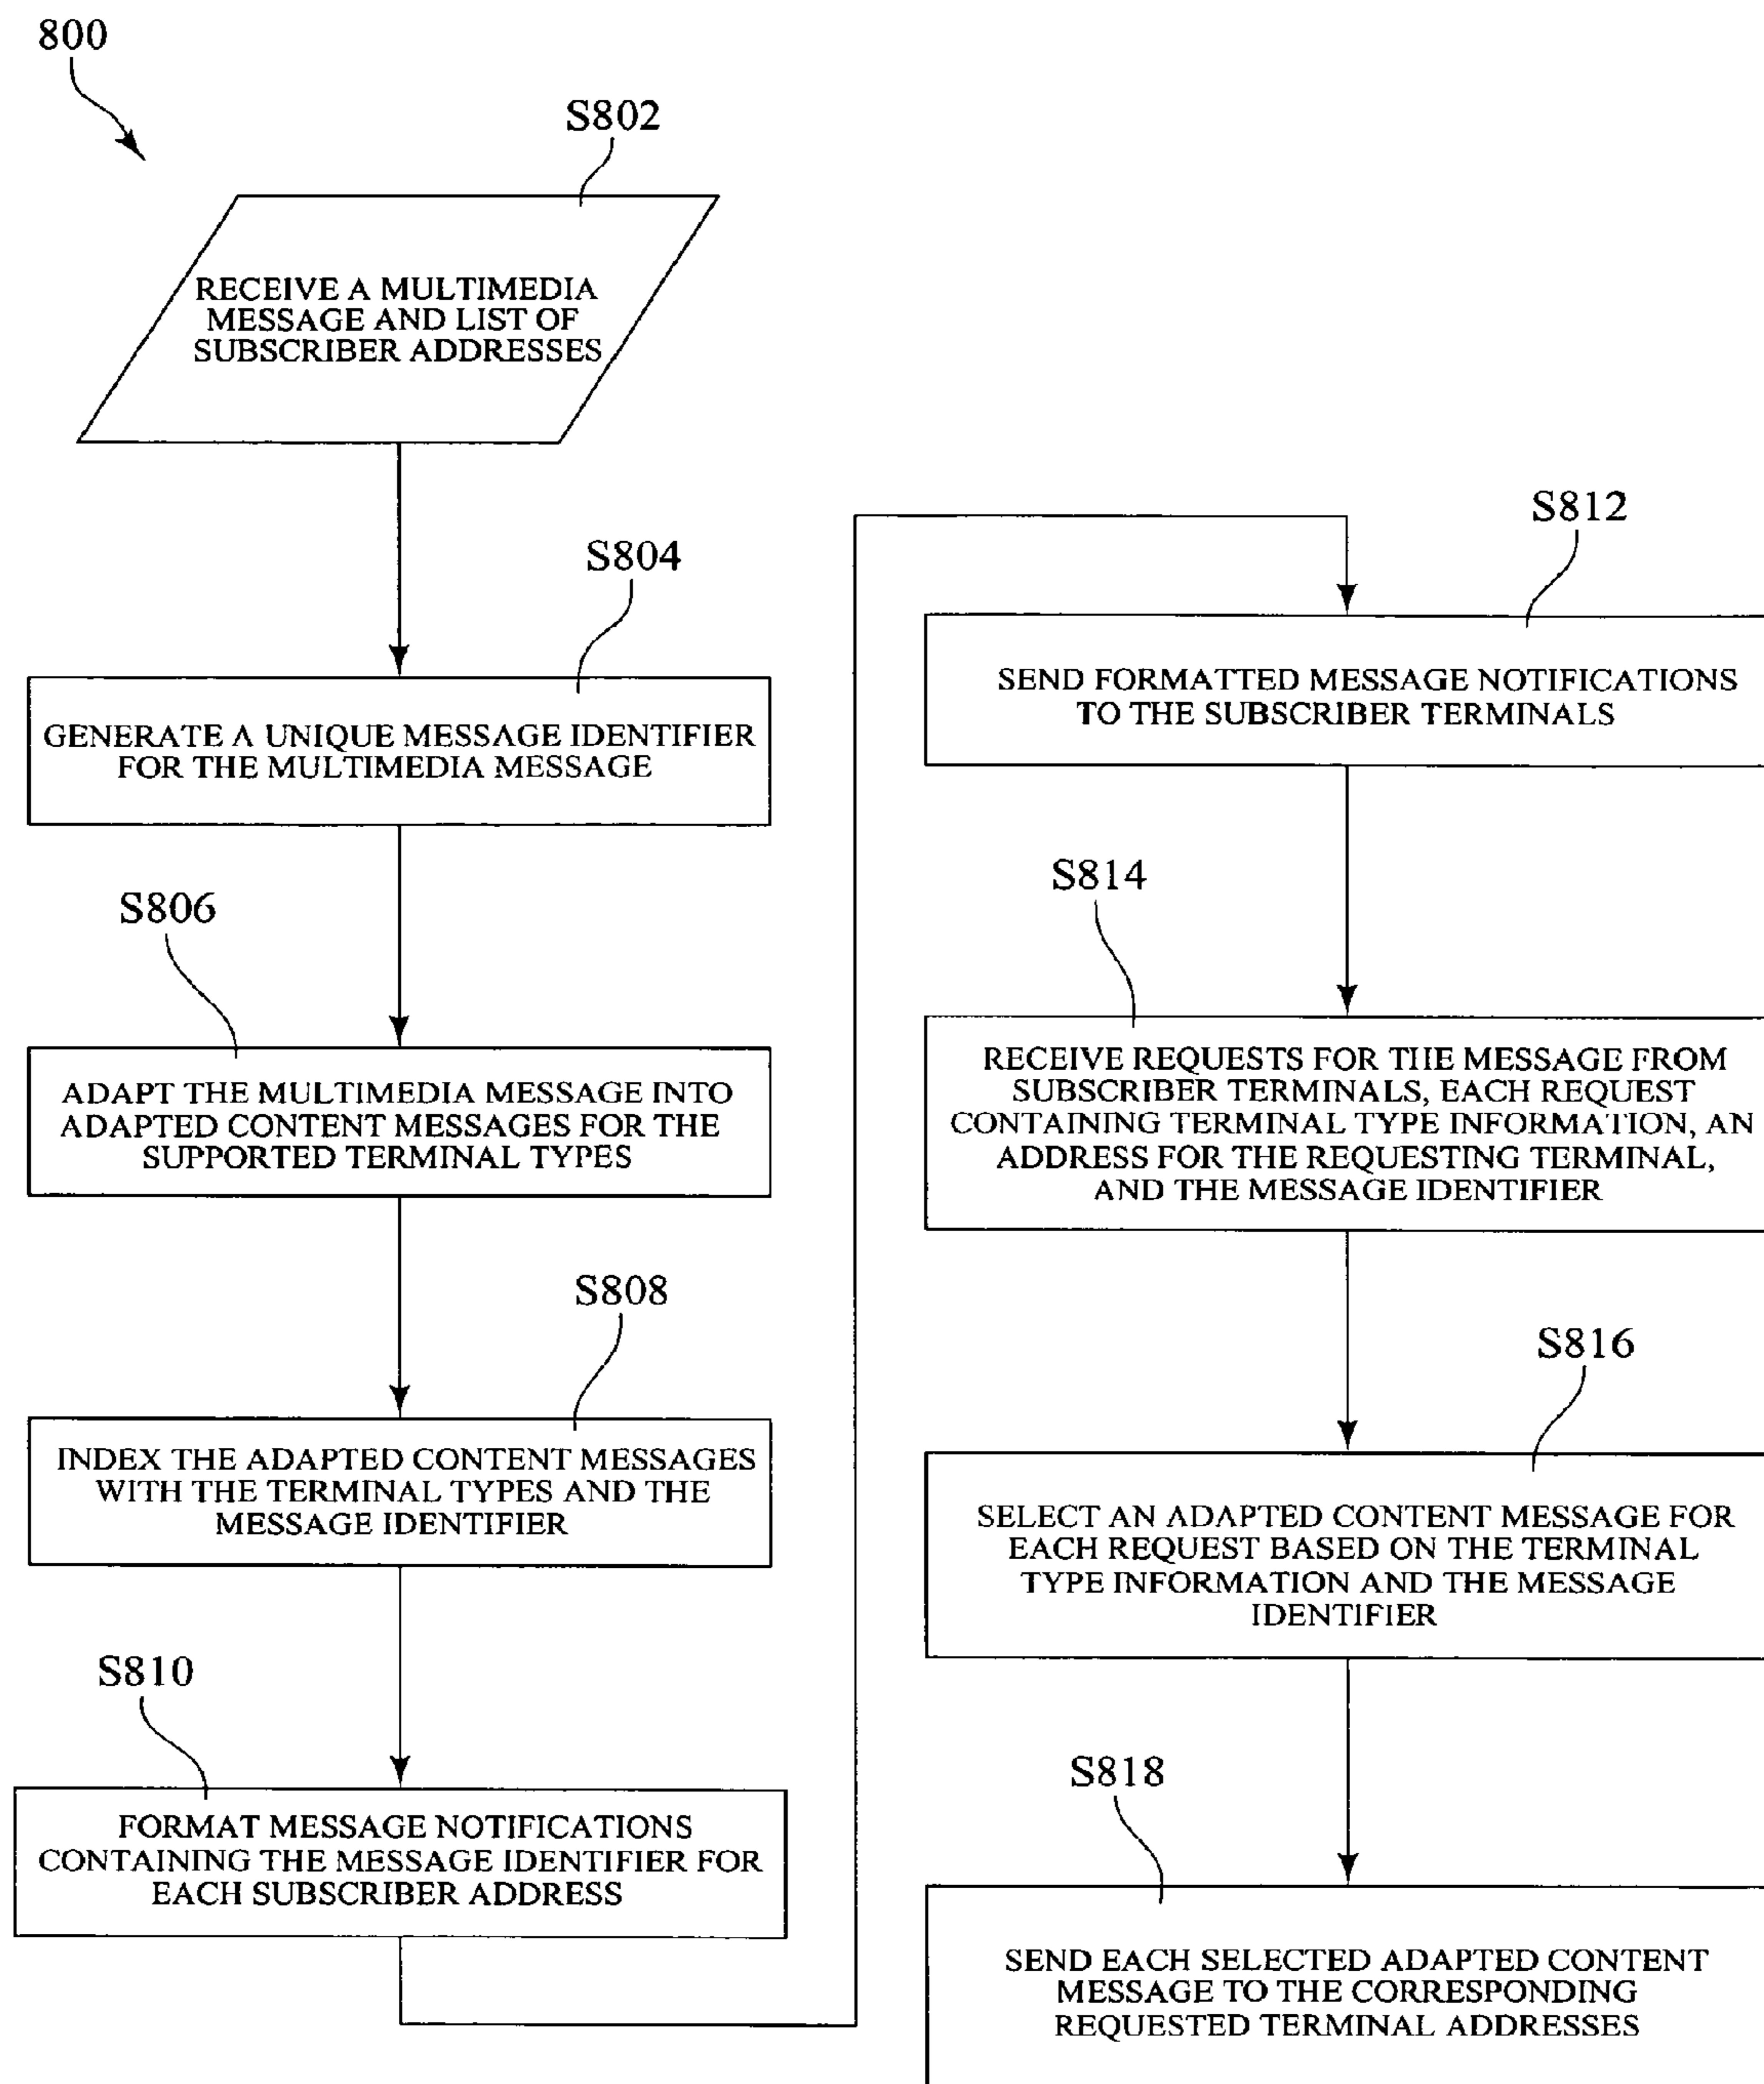 800
S802
RECEIVE A MULTIMEDIA
MESSAGE AND LIST OF
SUBSCRIBER ADDRESSES
S804
GENERATE A UNIQUE MESSAGE IDENTIFIER
FOR THE MULTIMEDIA MESSAGE
S806
ADAPT THE MULTIMEDIA MESSAGE INTO
ADAPTED CONTENT MESSAGES FOR THE
SUPPORTED TERMINAL TYPES
S808
INDEX THE ADAPTED CONTENT MESSAGES
WITH THE TERMINAL TYPES AND THE
MESSAGE IDENTIFIER
S810
FORMAT MESSAGE NOTIFICATIONS
CONTAINING THE MESSAGE IDENTIFIER FOR
EACH SUBSCRIBER ADDRESS
S812
SEND FORMATTED MESSAGE NOTIFICATIONS
TO THE SUBSCRIBER TERMINALS
S814
RECEIVE REQUESTS FOR THE MESSAGE FROM
SUBSCRIBER TERMINALS, EACH REQUEST
CONTAINING TERMINAL TYPE INFORMATION, AN
ADDRESS FOR THE REQUESTING TERMINAL,
AND THE MESSAGE IDENTIFIER
S816
SELECT AN ADAPTED CONTENT MESSAGE FOR
EACH REQUEST BASED ON THE TERMINAL
TYPE INFORMATION AND THE MESSAGE
IDENTIFIER
S818
SEND EACH SELECTED ADAPTED CONTENT
MESSAGE TO THE CORRESPONDING
REQUESTED TERMINAL ADDRESSES